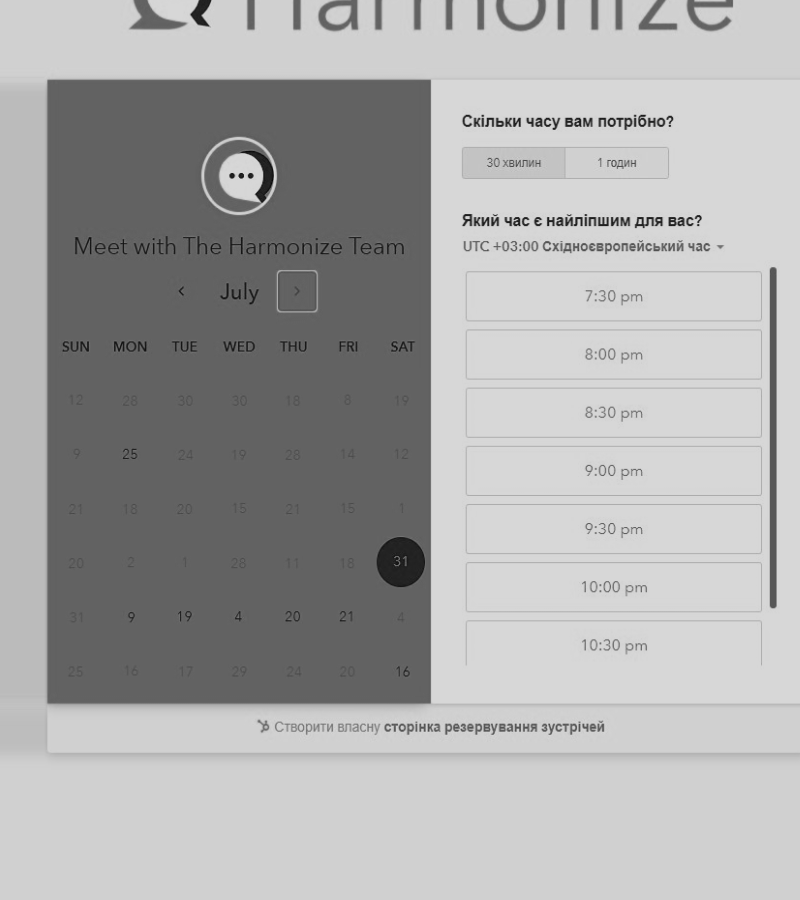 Harmonize
Meet with The Harmonize Team
July
SUN MON TUE WED THU FRI SAT
12 28 30 30 18 8 19
9 25 24 19 28 14 12
21 18 20 15 21 15 1
20 2 1 28 11 18 31
31 9 19 4 20 21 4
25 16 17 29 24 20 16
Скільки часу вам потрібно?
30 хвилин 1 годин
Який час є найліпшим для вас?
UTC +03:00 Східноєвропейський час
7:30 pm
8:00 pm
8:30 pm
9:00 pm
9:30 pm
10:00 pm
10:30 pm
Створити власну сторінка резервування зустрічей